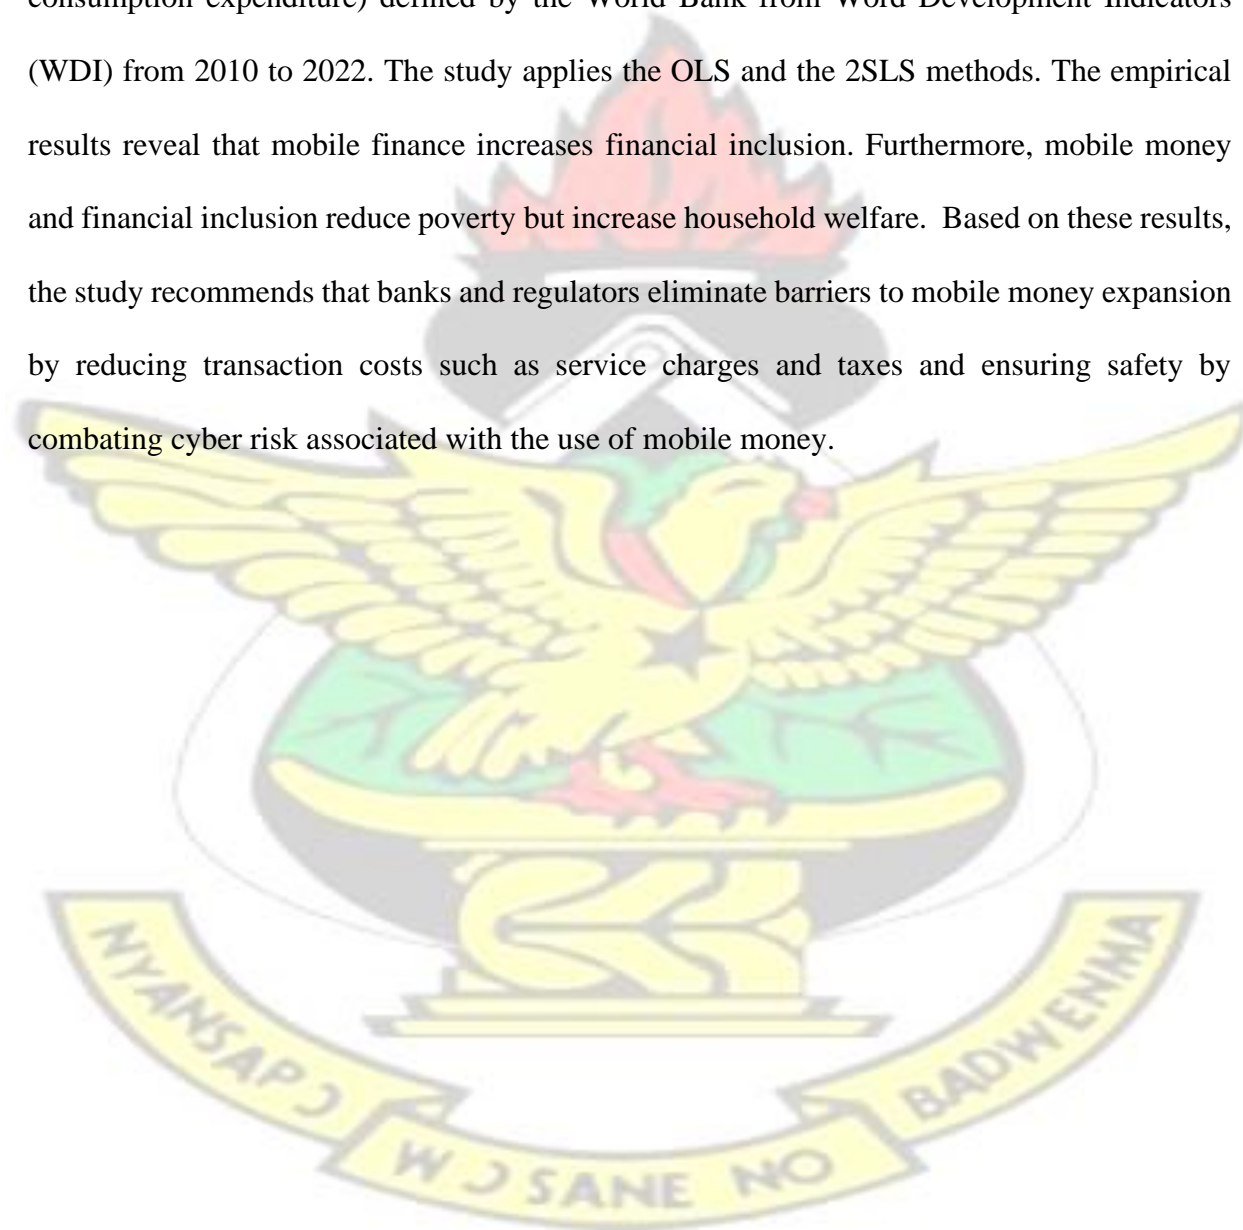 consumption expenditure) defined by the World Bank from Word Development Indicators
(WDI) from 2010 to 2022. The study applies the OLS and the 2SLS methods. The empirical
results reveal that mobile finance increases financial inclusion. Furthermore, mobile money
and financial inclusion reduce poverty but increase household welfare.  Based on these results,
the study recommends that banks and regulators eliminate barriers to mobile money expansion
by reducing transaction costs such as service charges and taxes and ensuring safety by
combating cyber risk associated with the use of mobile money.
NYANSAP Ɔ
W Ɔ SANE NO
BADWENMA